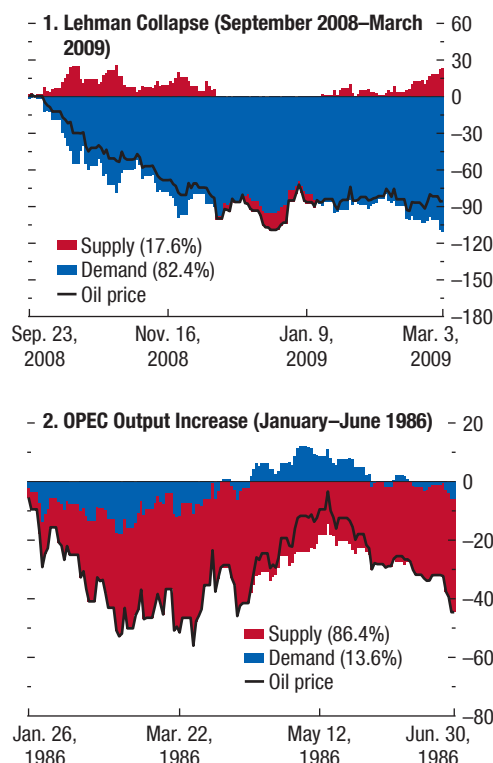 1. Lehman Collapse (September 2008–March
2009)
60
30
0
–30
–60
–90
–120
–150
–180
Supply (17.6%)
Demand (82.4%)
Oil price
Sep. 23, Nov. 16, Jan. 9, Mar. 3,
2008 2008 2009 2009
2. OPEC Output Increase (January–June 1986)
20
0
–20
–40
–60
–80
Supply (86.4%)
Demand (13.6%)
Oil price
Jan. 26, Mar. 22, May 12, Jun. 30,
1986 1986 1986 1986